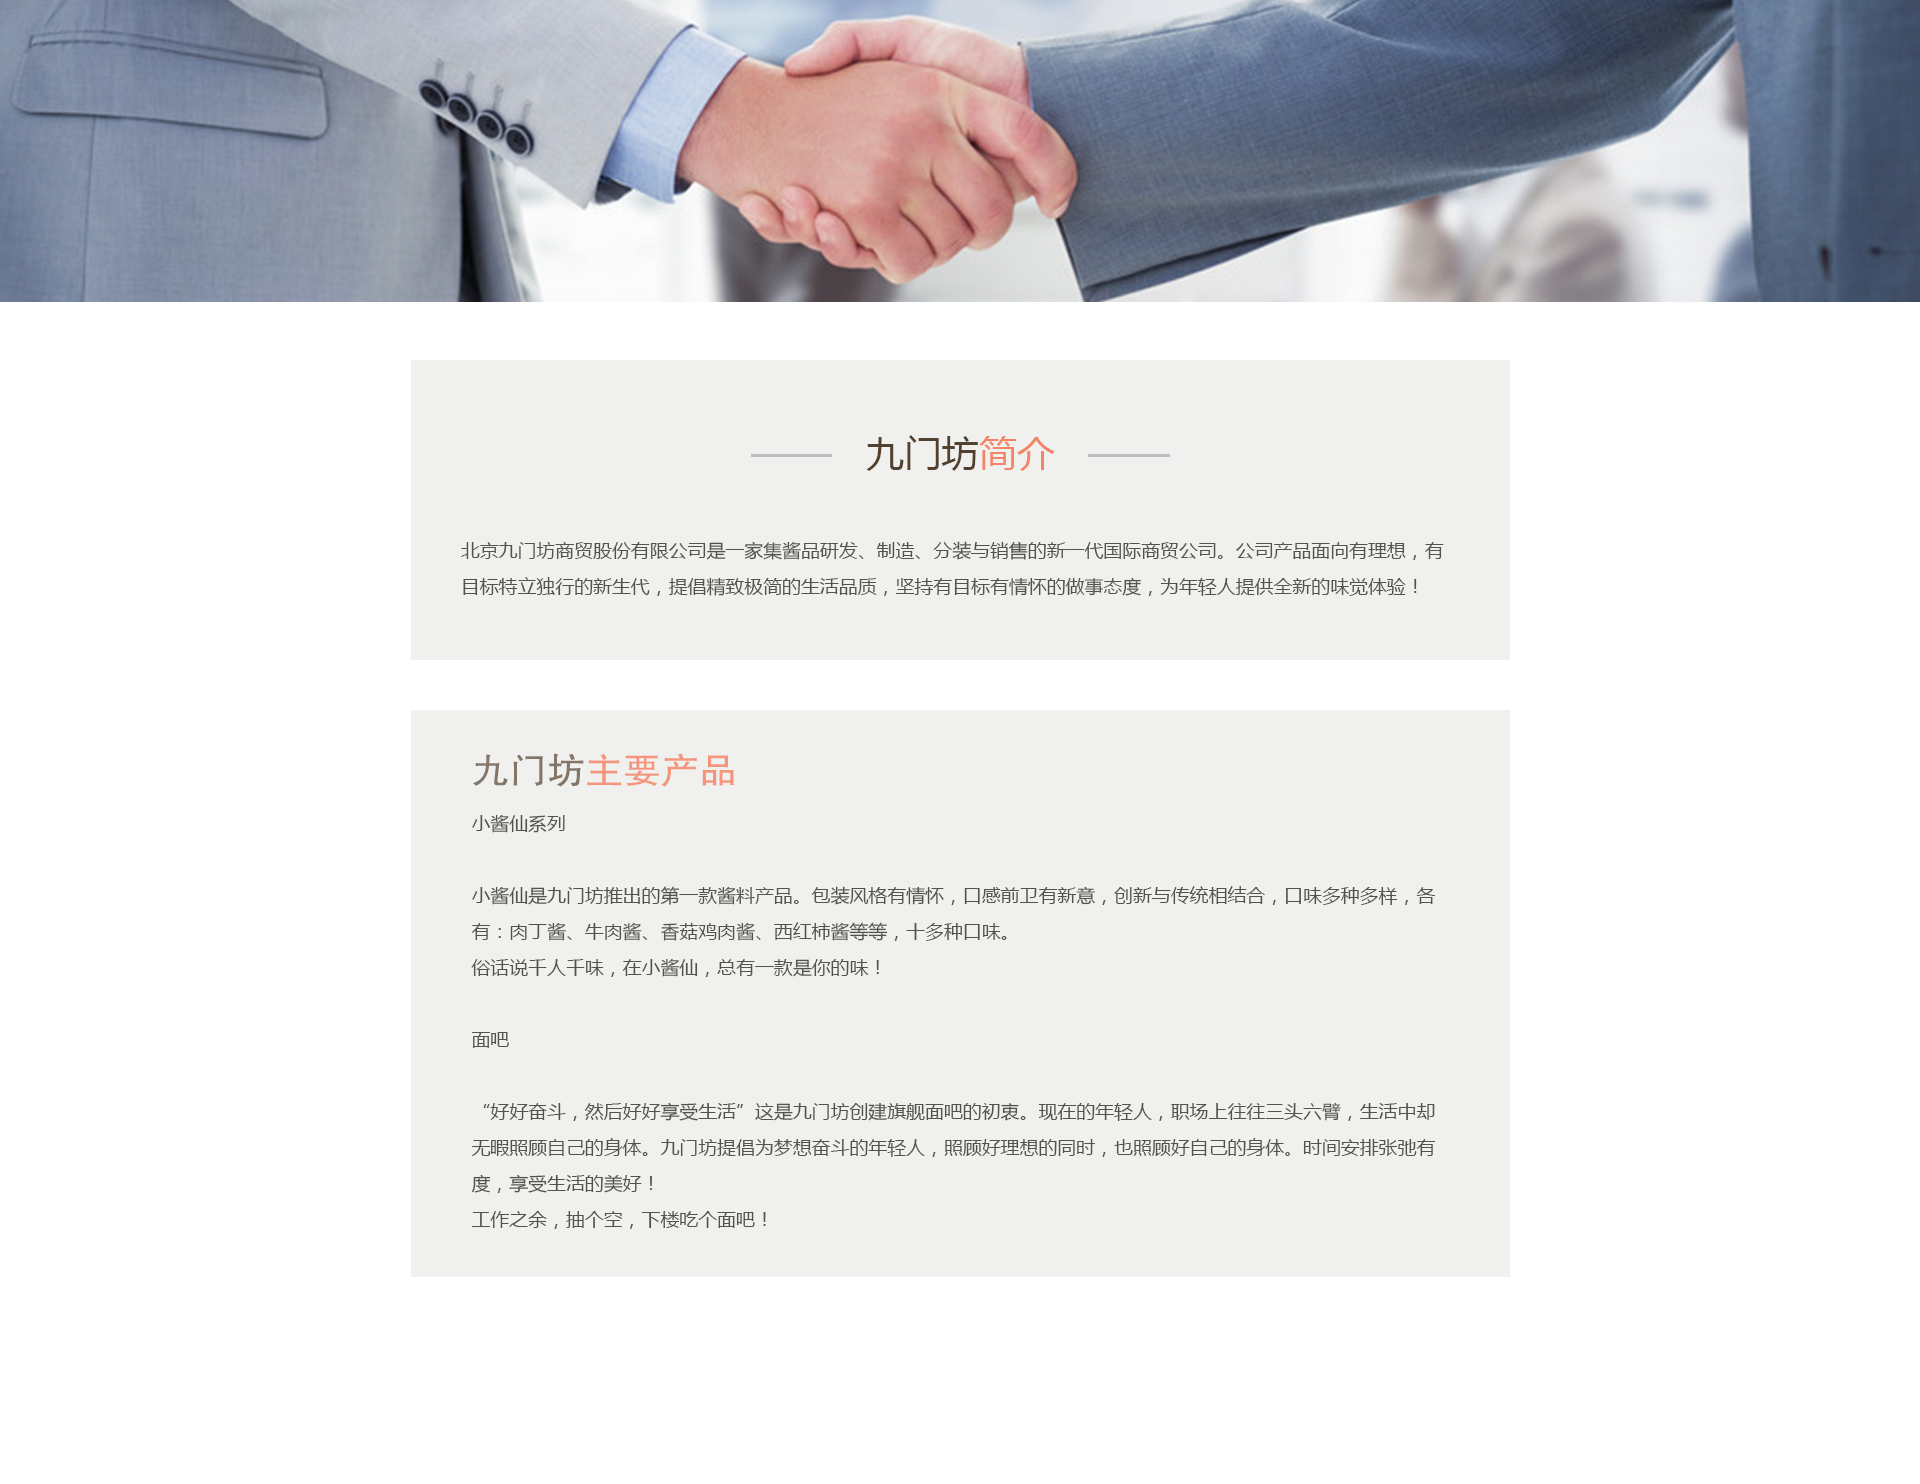 九门坊简介
北京九门坊商贸股份有限公司是一家集酱品研发、制造、分装与销售的新一代国际商贸公司。公司产品面向有理想，有
目标特立独行的新生代，提倡精致极简的生活品质，坚持有目标有情怀的做事态度，为年轻人提供全新的味觉体验！
九门坊主要产品
小酱仙系列
小酱仙是九门坊推出的第一款酱料产品。包装风格有情怀，口感前卫有新意，创新与传统相结合，口味多种多样，各
有：肉丁酱、牛肉酱、香菇鸡肉酱、西红柿酱等等，十多种口味。
俗话说千人千味，在小酱仙，总有一款是你的味！
面吧
“好好奋斗，然后好好享受生活”这是九门坊创建旗舰面吧的初衷。现在的年轻人，职场上往往三头六臂，生活中却
无暇照顾自己的身体。九门坊提倡为梦想奋斗的年轻人，照顾好理想的同时，也照顾好自己的身体。时间安排张弛有
度，享受生活的美好！
工作之余，抽个空，下楼吃个面吧！